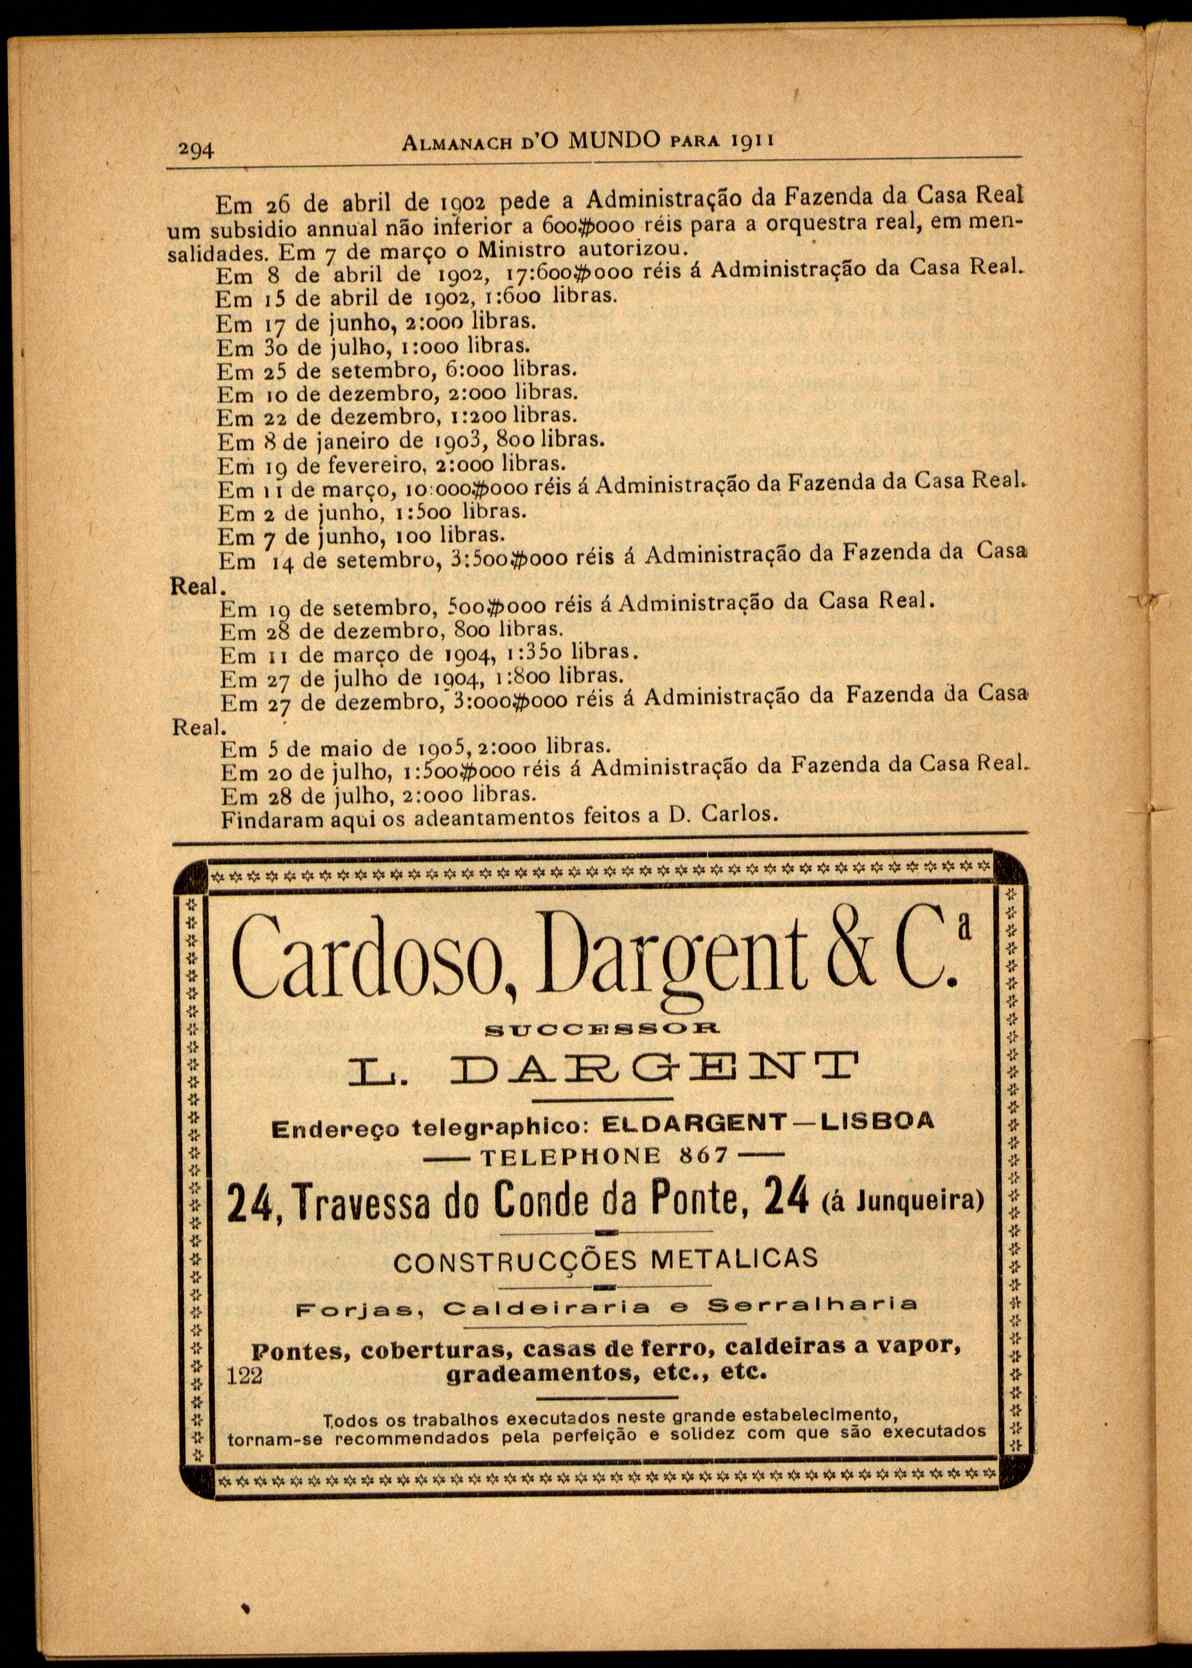 294
ALMANACH D'O MUNDO PARA 1911
Em 26 de abril de 1902 pede a Administração da Fazenda da Casa Real
um subsidio annual não inferior a 600$000 réis para a orquestra real, em men-
salidades. Em 7 de março o Ministro autorizou.
Em 8 de abril de 1902, 17:600$000 réis á Administração da Casa Real.
Em 15 de abril de 1902, 1:600 libras.
Em 17 de junho, 2:000 libras.
Em 30 de julho, 1:000 libras.
Em 25 de setembro, 6:000 libras.
Em 10 de dezembro, 2:000 libras.
Em 22 de dezembro, 1:200 libras.
Em 8 de janeiro de 1903, 800 libras.
Em 19 de fevereiro, 2:000 libras.
Em 11 de março, 10:000$000 réis á Administração da Fazenda da Casa Real.
Em 2 de junho, 1:500 libras.
Em 7 de junho, 100 libras.
Em 14 de setembro, 3:500$000 réis á Administração da Fazenda da Casa
Real.
Em 19 de setembro, 500$000 réis á Administração da Casa Real.
Em 28 de dezembro, 800 libras.
Em 11 de março de 1904, 1:350 libras.
Em 27 de julho de 1904, 1:800 libras.
Em 27 de dezembro, 3:000$000 réis á Administração da Fazenda da Casa
Real.
Em 5 de maio de 1905, 2:000 libras.
Em 20 de julho, 1:500$000 réis á Administração da Fazenda da Casa Real.
Em 28 de julho, 2:000 libras.
Findaram aqui os adeantamentos feitos a D. Carlos.
Cardoso, Dargent & C.ª
SUCCESSOR
L. DARGENT
Endereço telegraphico: ELDARGENT—LISBOA
— TELEPHONE 867 —
24, Travessa do Conde da Ponte, 24 (á Junqueira)
CONSTRUCÇÕES METALICAS
Forjas, Caldeiraria e Serralharia
Pontes, coberturas, casas de ferro, caldeiras a vapor,
122 gradeamentos, etc., etc.
Todos os trabalhos executados neste grande estabelecimento,
tornam-se recommendados pela perfeição e solidez com que são executados